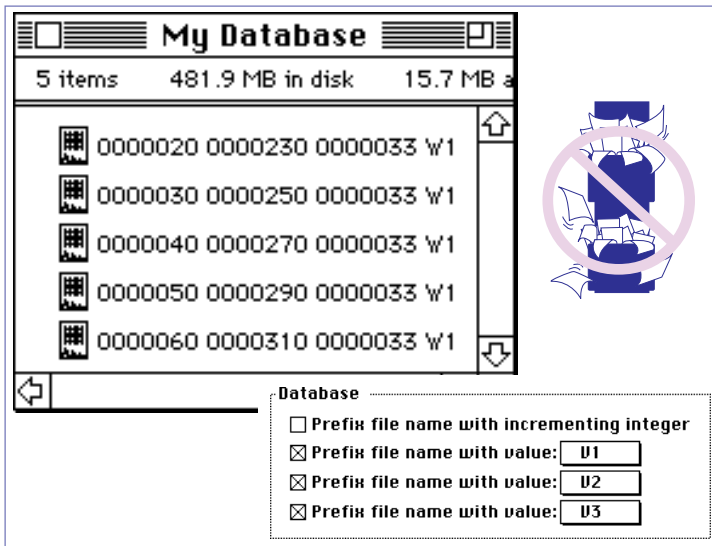 My Database
5 items 481.9 MB in disk 15.7 MB a
0000020 0000230 0000033 W1
0000030 0000250 0000033 W1
0000040 0000270 0000033 W1
0000050 0000290 0000033 W1
0000060 0000310 0000033 W1
Database
Prefix file name with incrementing integer
Prefix file name with value: V1
Prefix file name with value: V2
Prefix file name with value: V3